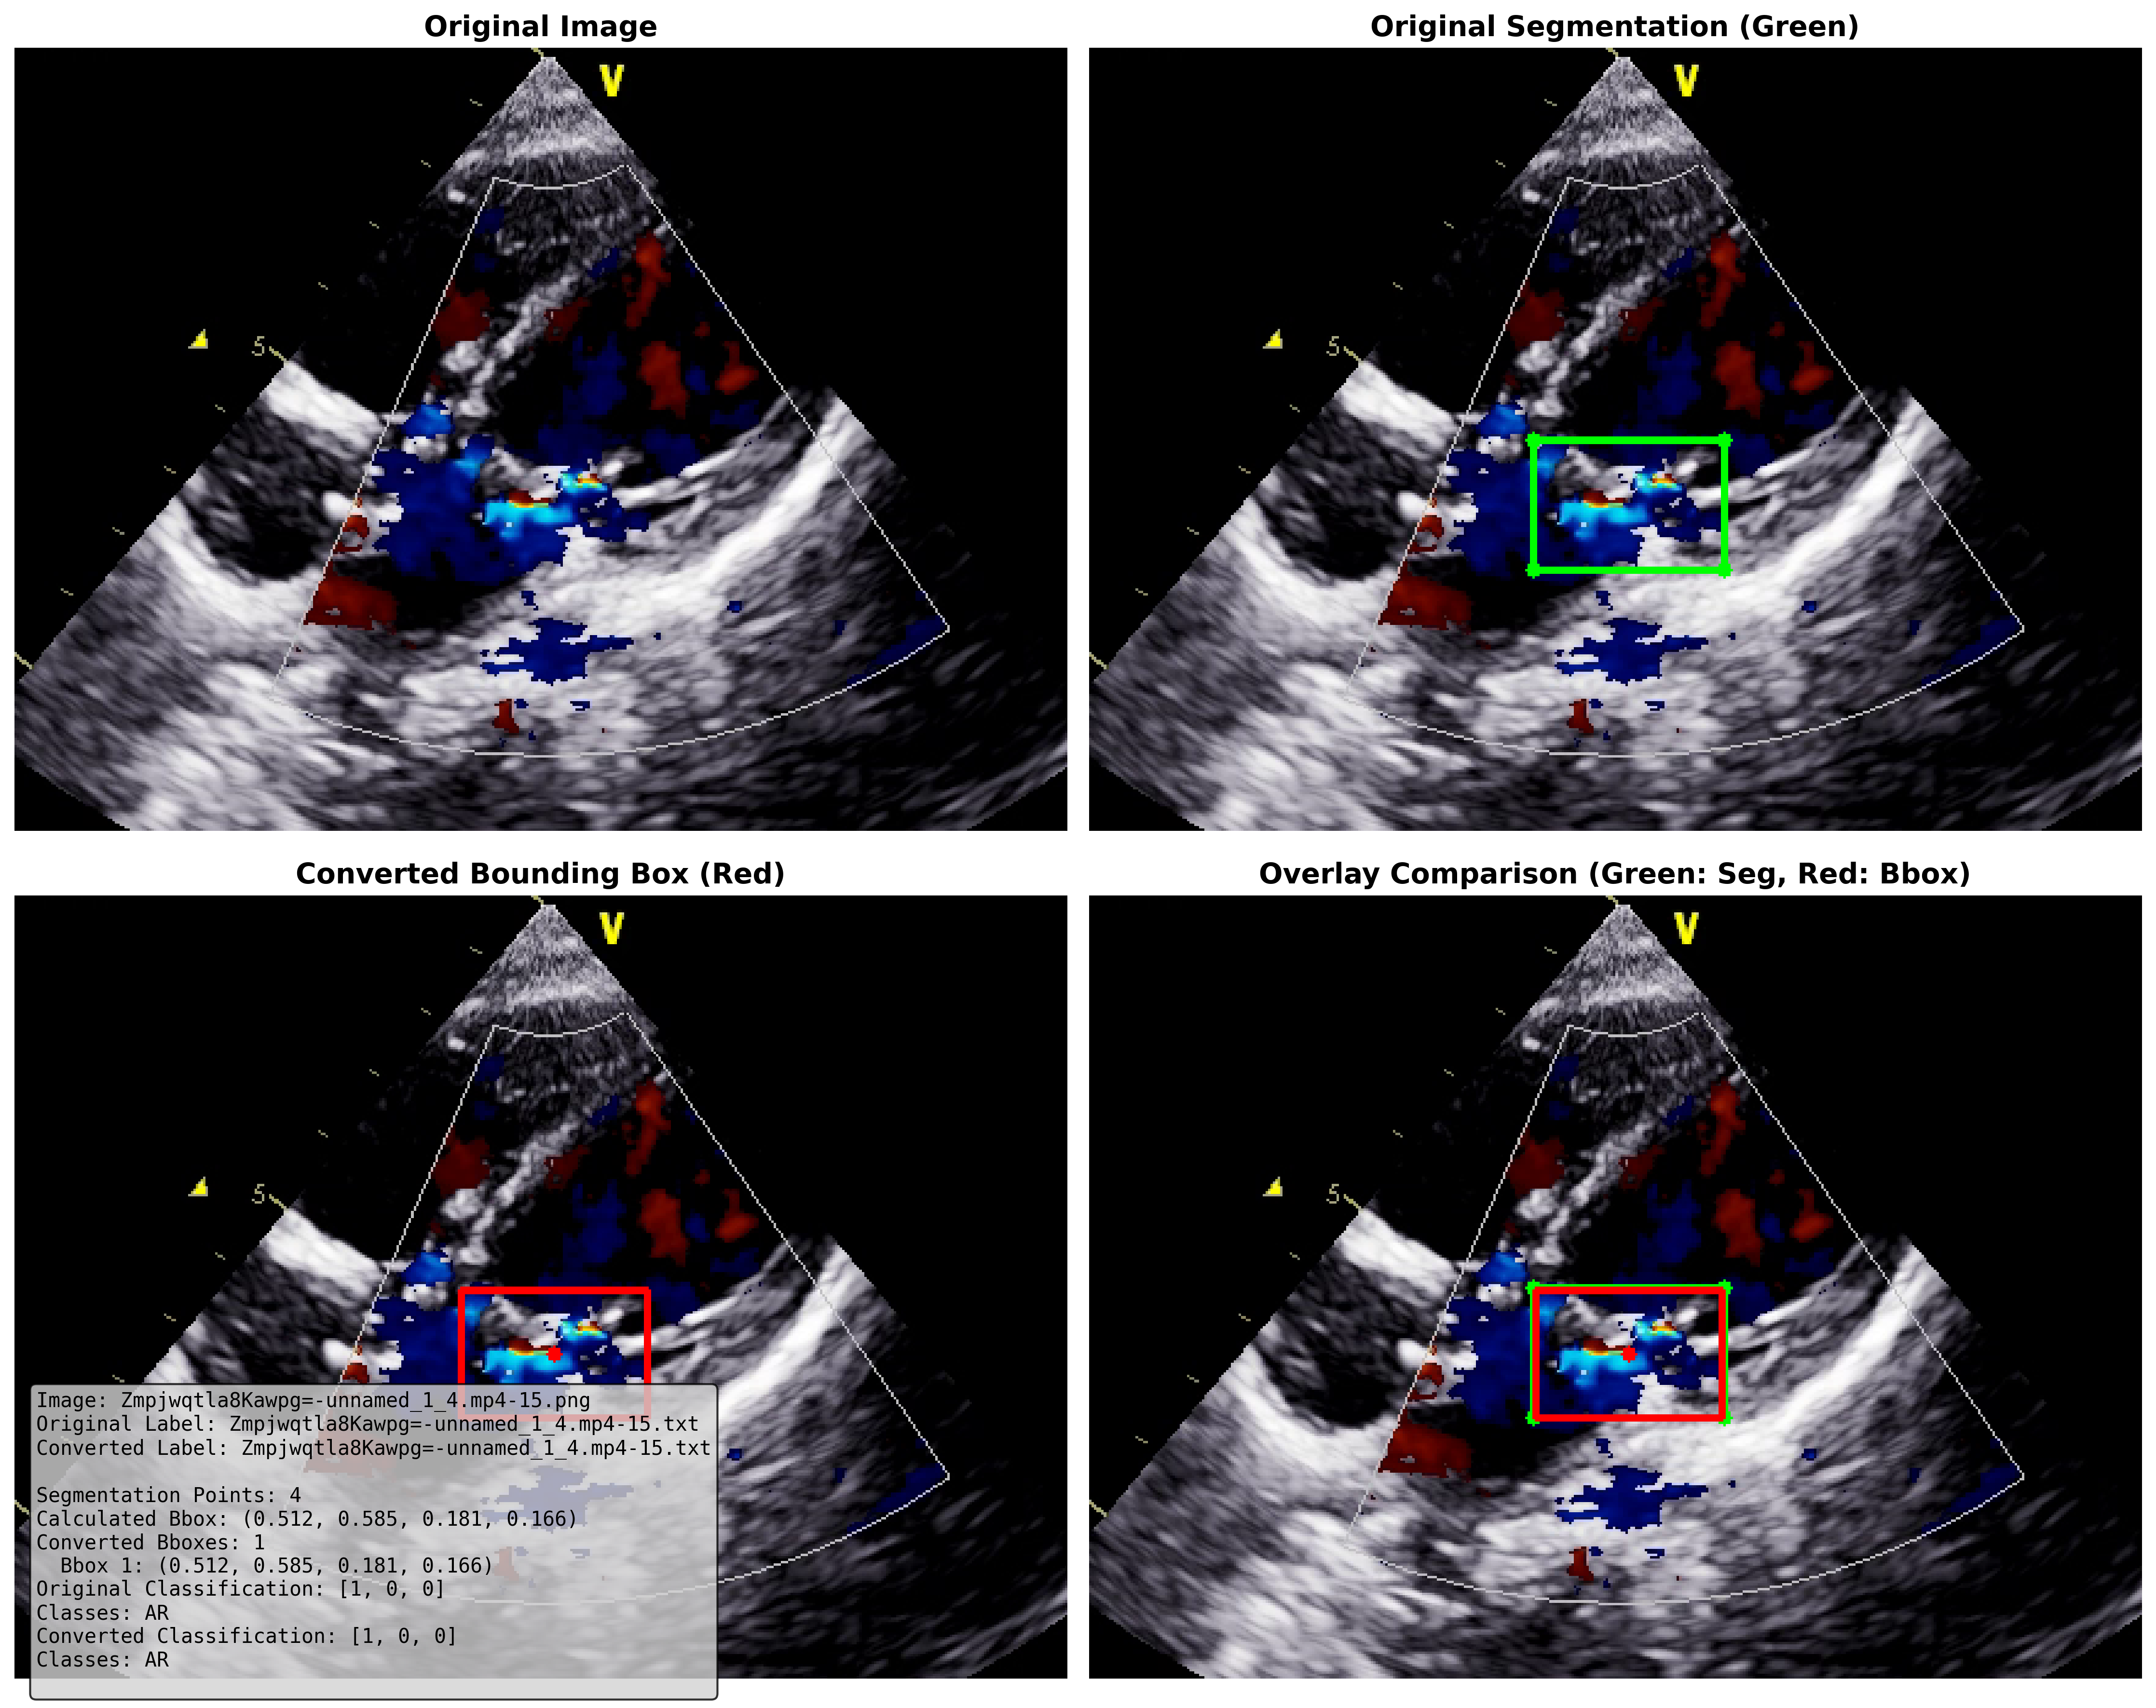 Original Image
Original Segmentation (Green)
V
5
V
5
Converted Bounding Box (Red)
Overlay Comparison (Green: Seg, Red: Bbox)
V
5
V
5
Image: Zmpjwqtla8Kawpg=-unnamed_1_4.mp4-15.png
Original Label: Zmpjwqtla8Kawpg=-unnamed_1_4.mp4-15.txt
Converted Label: Zmpjwqtla8Kawpg=-unnamed_1_4.mp4-15.txt
Segmentation Points: 4
Calculated Bbox: (0.512, 0.585, 0.181, 0.166)
Converted Bboxes: 1
Bbox 1: (0.512, 0.585, 0.181, 0.166)
Original Classification: [1, 0, 0]
Classes: AR
Converted Classification: [1, 0, 0]
Classes: AR